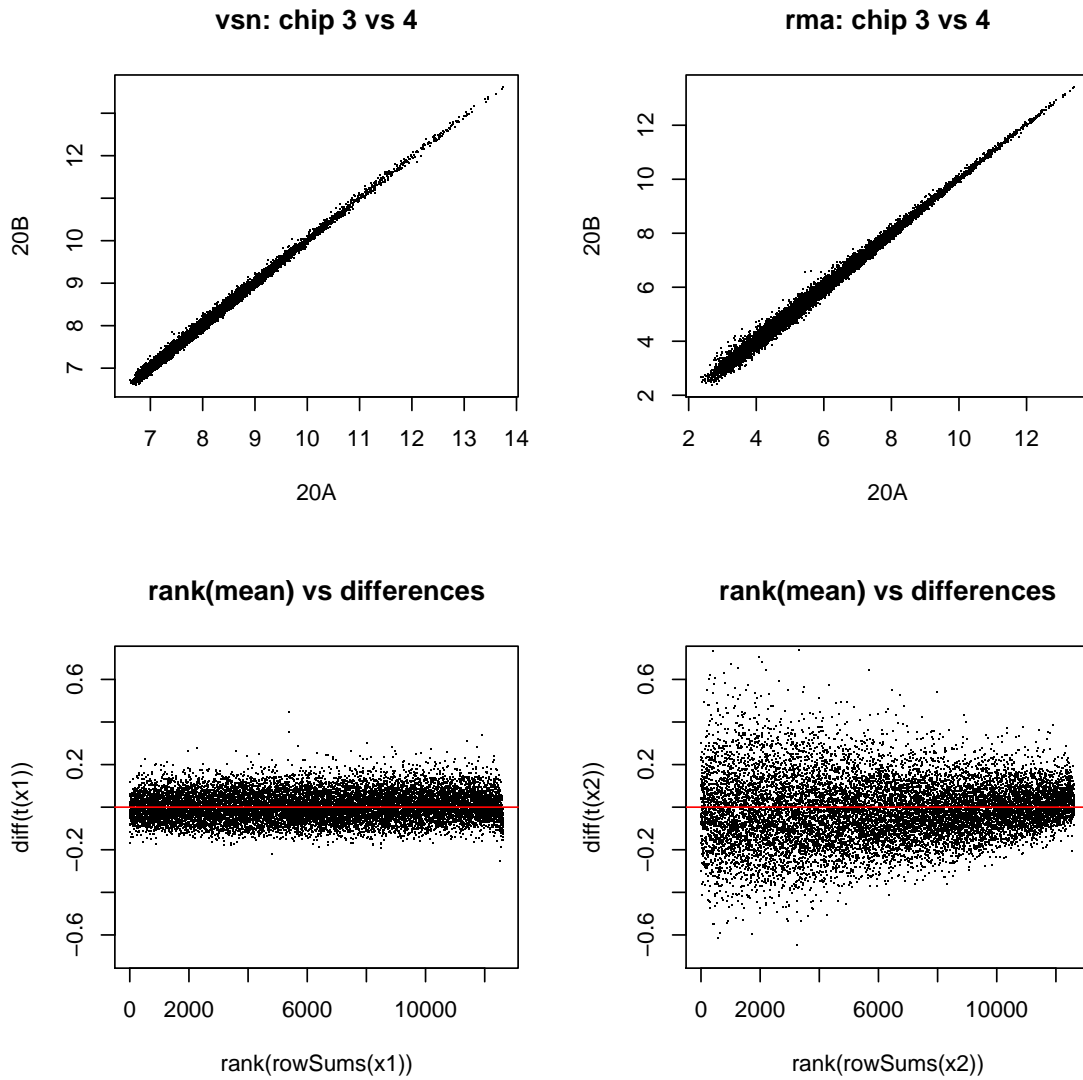 vsn: chip 3 vs 4
12
10
9
8
7
20B
7 8 9 10 11 12 13 14
20A
rma: chip 3 vs 4
12
10
8
6
4
2
20B
2 4 6 8 10 12
20A
rank(mean) vs differences
0.6
0.2
−0.2
−0.6
diff(t(x1))
0 2000 6000 10000
rank(rowSums(x1))
rank(mean) vs differences
0.6
0.2
−0.2
−0.6
diff(t(x2))
0 2000 6000 10000
rank(rowSums(x2))